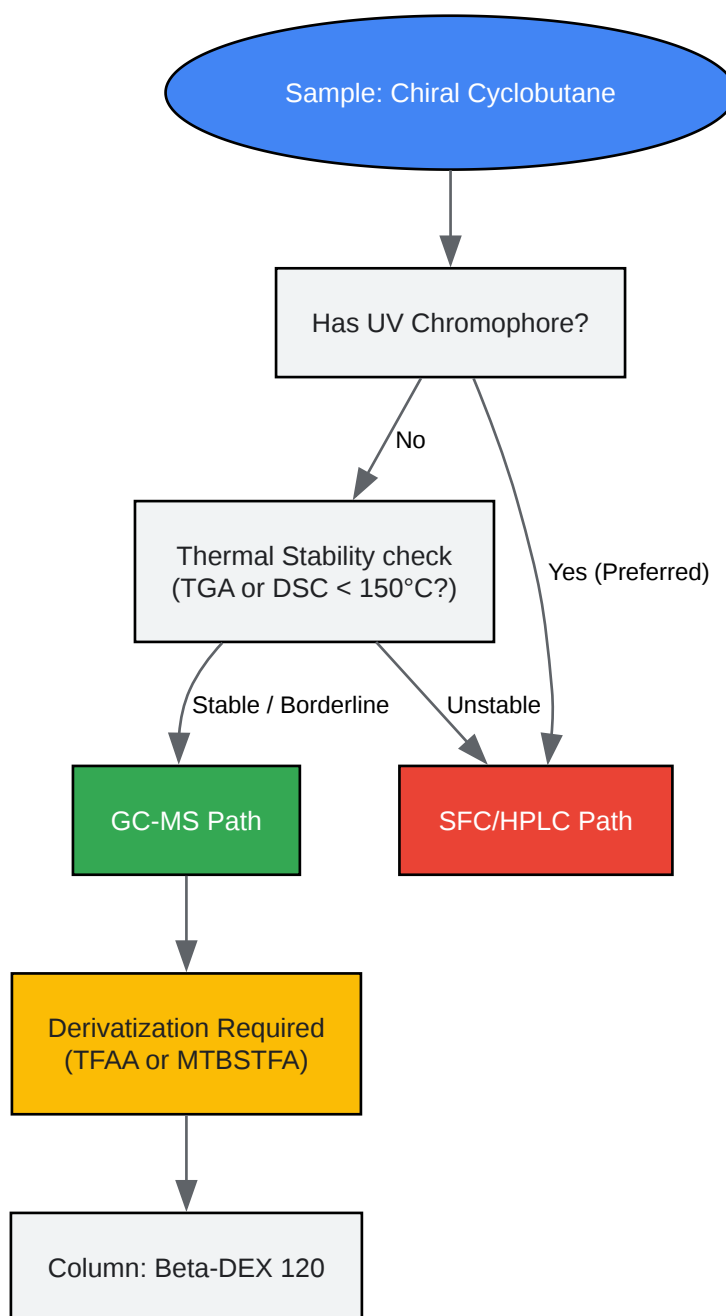 Sample: Chiral Cyclobutane
Has UV Chromophore?
No
Thermal Stability check
(TGA or DSC < 150°C?)
Yes (Preferred)
Stable / Borderline
Unstable
GC-MS Path
SFC/HPLC Path
Derivatization Required
(TFAA or MTBSTFA)
Column: Beta-DEX 120